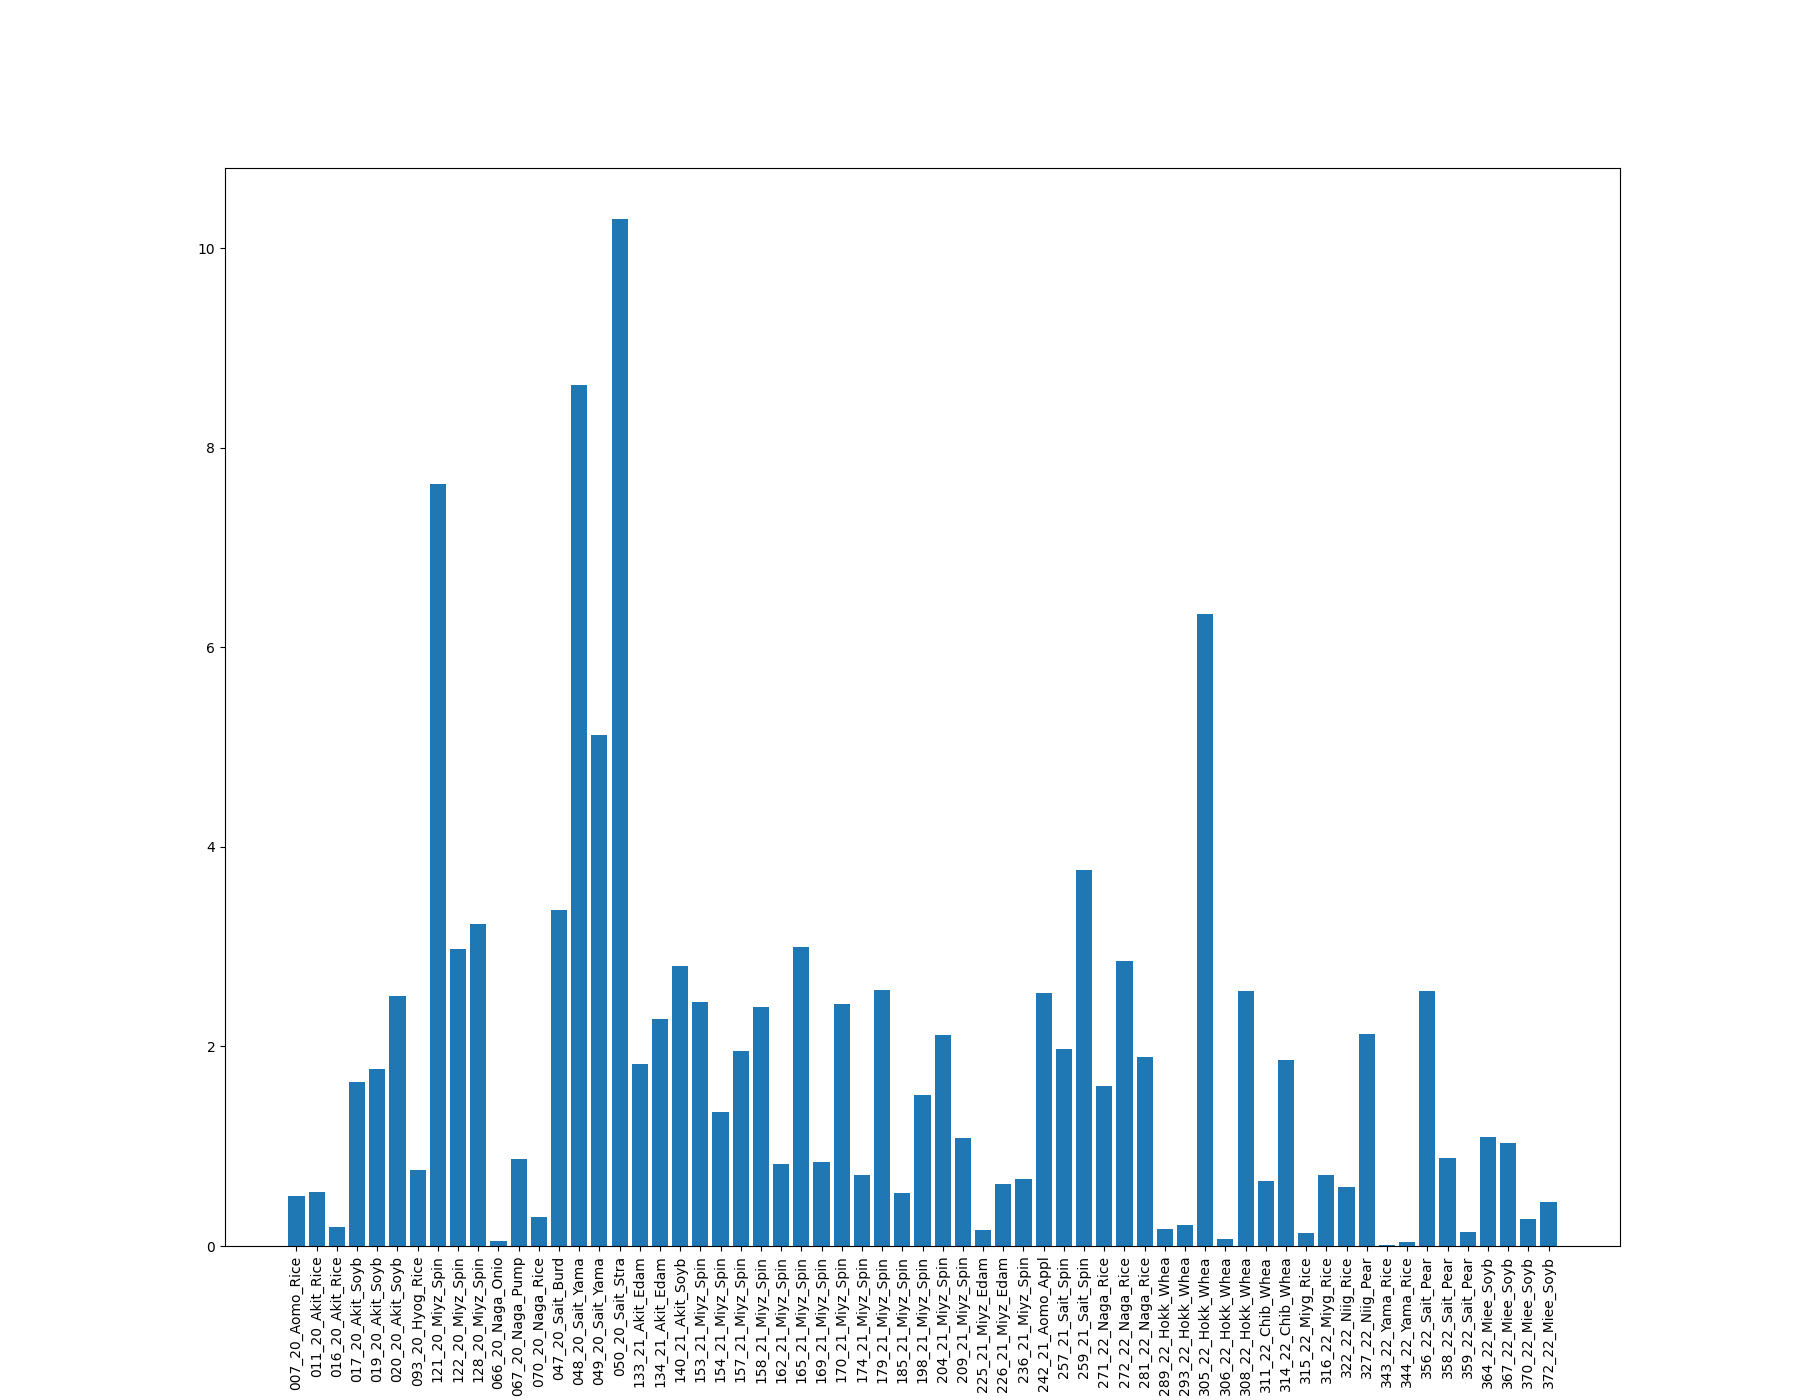 10
8
6
4
2
0
007_20_Aomo_Rice
011_20_Akit_Rice
016_20_Akit_Rice
017_20_Akit_Soyb
019_20_Akit_Soyb
020_20_Akit_Soyb
093_20_Hyog_Rice
121_20_Miyz_Spin
122_20_Miyz_Spin
128_20_Miyz_Spin
066_20_Naga_Onio
067_20_Naga_Pump
070_20_Naga_Rice
047_20_Sait_Burd
048_20_Sait_Yama
049_20_Sait_Yama
050_20_Sait_Stra
133_21_Akit_Edam
134_21_Akit_Edam
140_21_Akit_Soyb
153_21_Miyz_Spin
154_21_Miyz_Spin
157_21_Miyz_Spin
158_21_Miyz_Spin
162_21_Miyz_Spin
165_21_Miyz_Spin
169_21_Miyz_Spin
170_21_Miyz_Spin
174_21_Miyz_Spin
179_21_Miyz_Spin
185_21_Miyz_Spin
198_21_Miyz_Spin
204_21_Miyz_Spin
209_21_Miyz_Spin
225_21_Miyz_Edam
226_21_Miyz_Edam
236_21_Miyz_Spin
242_21_Aomo_Appl
257_21_Sait_Spin
259_21_Sait_Spin
271_22_Naga_Rice
272_22_Naga_Rice
281_22_Naga_Rice
289_22_Hokk_Whea
293_22_Hokk_Whea
305_22_Hokk_Whea
306_22_Hokk_Whea
308_22_Hokk_Whea
311_22_Chib_Whea
314_22_Chib_Whea
315_22_Miyg_Rice
316_22_Miyg_Rice
322_22_Niig_Rice
327_22_Niig_Pear
343_22_Yama_Rice
344_22_Yama_Rice
356_22_Sait_Pear
358_22_Sait_Pear
359_22_Sait_Pear
364_22_Miee_Soyb
367_22_Miee_Soyb
370_22_Miee_Soyb
372_22_Miee_Soyb